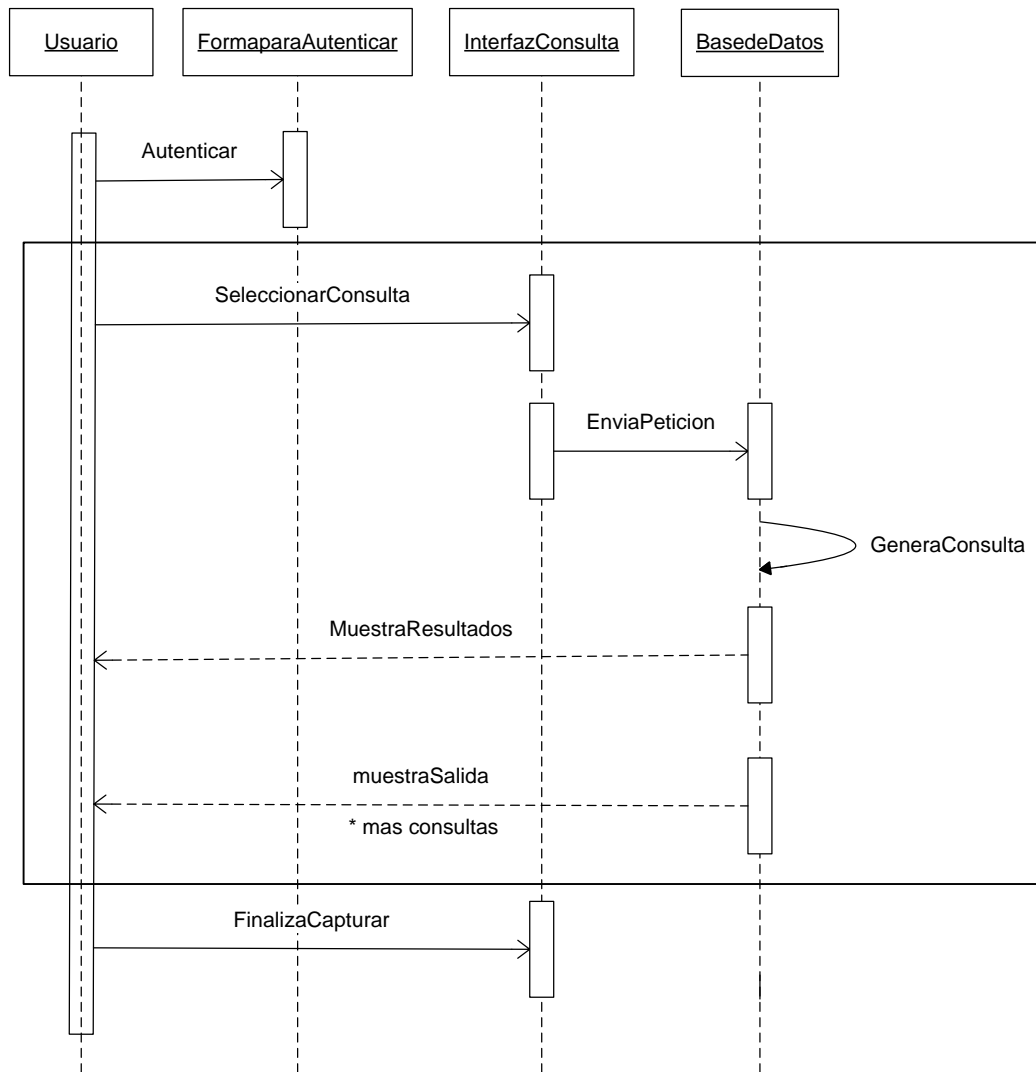 Usuario
FormaparaAutenticar
InterfazConsulta
BasedeDatos
Autenticar
SeleccionarConsulta
EnviaPeticion
GeneraConsulta
MuestraResultados
muestraSalida
* mas consultas
FinalizaCapturar